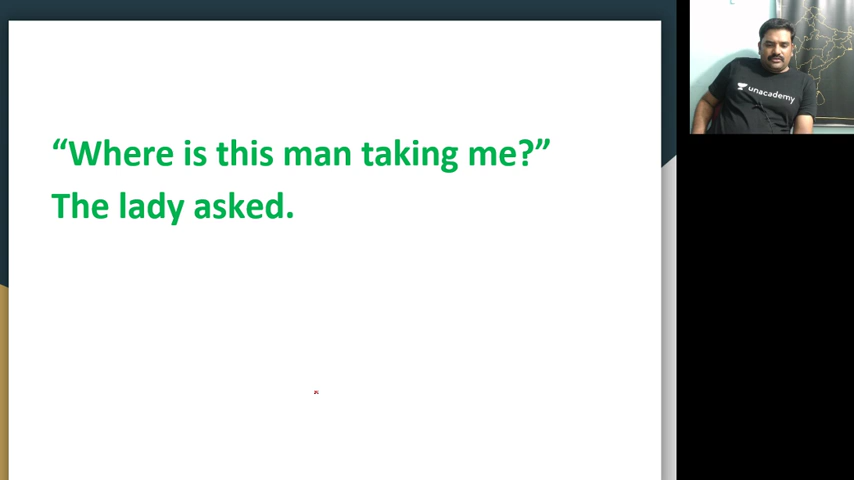 “Where is this man taking me?”
The lady asked.
unacademy